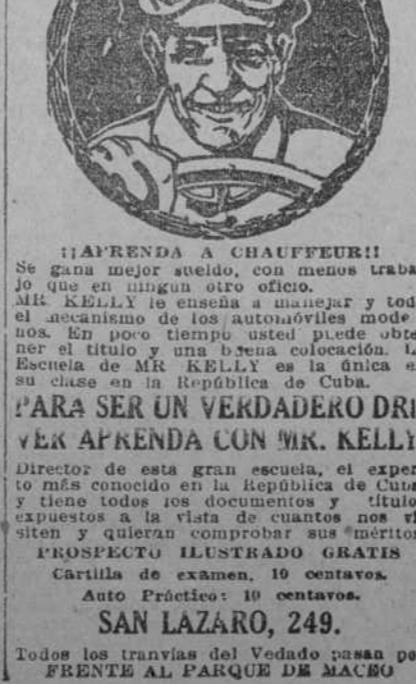 ¡¡APRENDA A CHAUFFEUR!!
Se gana mejor sueldo, con menos traba
jo que en ningun otro oficio.
MR. KELLY le enseña a manejar y tod
el mecanismo de los automóviles mode
nos. En poco tiempo usted puede obte
ner el título y una buena colocación. L
Escuela de MR KELLY es la única e
su clase en la República de Cuba.
PARA SER UN VERDADERO DRI
VER APRENDA CON MR. KELLY
Director de esta gran escuela, el exper
to más conocido en la República de Cuba
y tiene todos los documentos y título
expuestos a la vista de cuantos nos vi
siten y quieran comprobar sus méritos
PROSPECTO ILUSTRADO GRATIS
Cartilla de examen, 10 centavos.
Auto Práctico: 10 centavos.
SAN LAZARO, 249.
Todos los tranvías del Vedado pasan po
FRENTE AL PARQUE DE MACEO